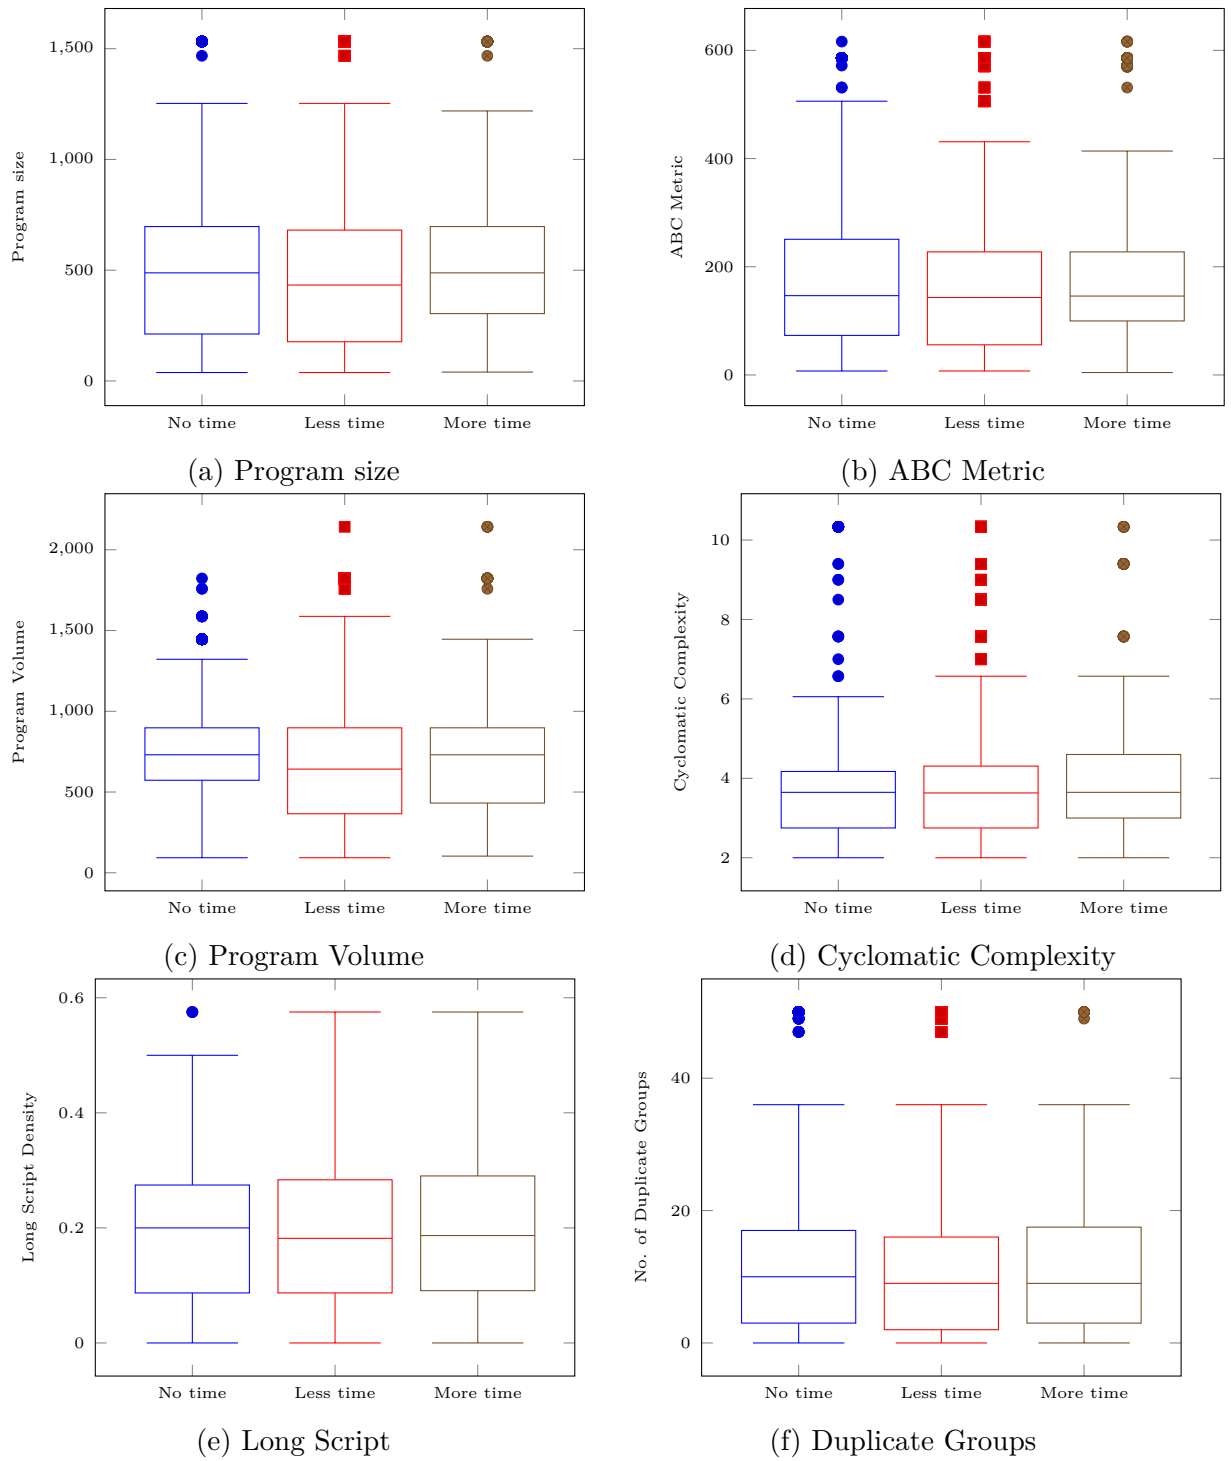 1,500
1,000
500
0
Program size
No time Less time More time
(a) Program size
600
400
200
0
ABC Metric
No time Less time More time
(b) ABC Metric
2,000
1,500
1,000
500
0
Program Volume
No time Less time More time
(c) Program Volume
10
8
6
4
2
Cyclomatic Complexity
No time Less time More time
(d) Cyclomatic Complexity
0.6
0.4
0.2
0
Long Script Density
No time Less time More time
(e) Long Script
40
20
0
No. of Duplicate Groups
No time Less time More time
(f) Duplicate Groups